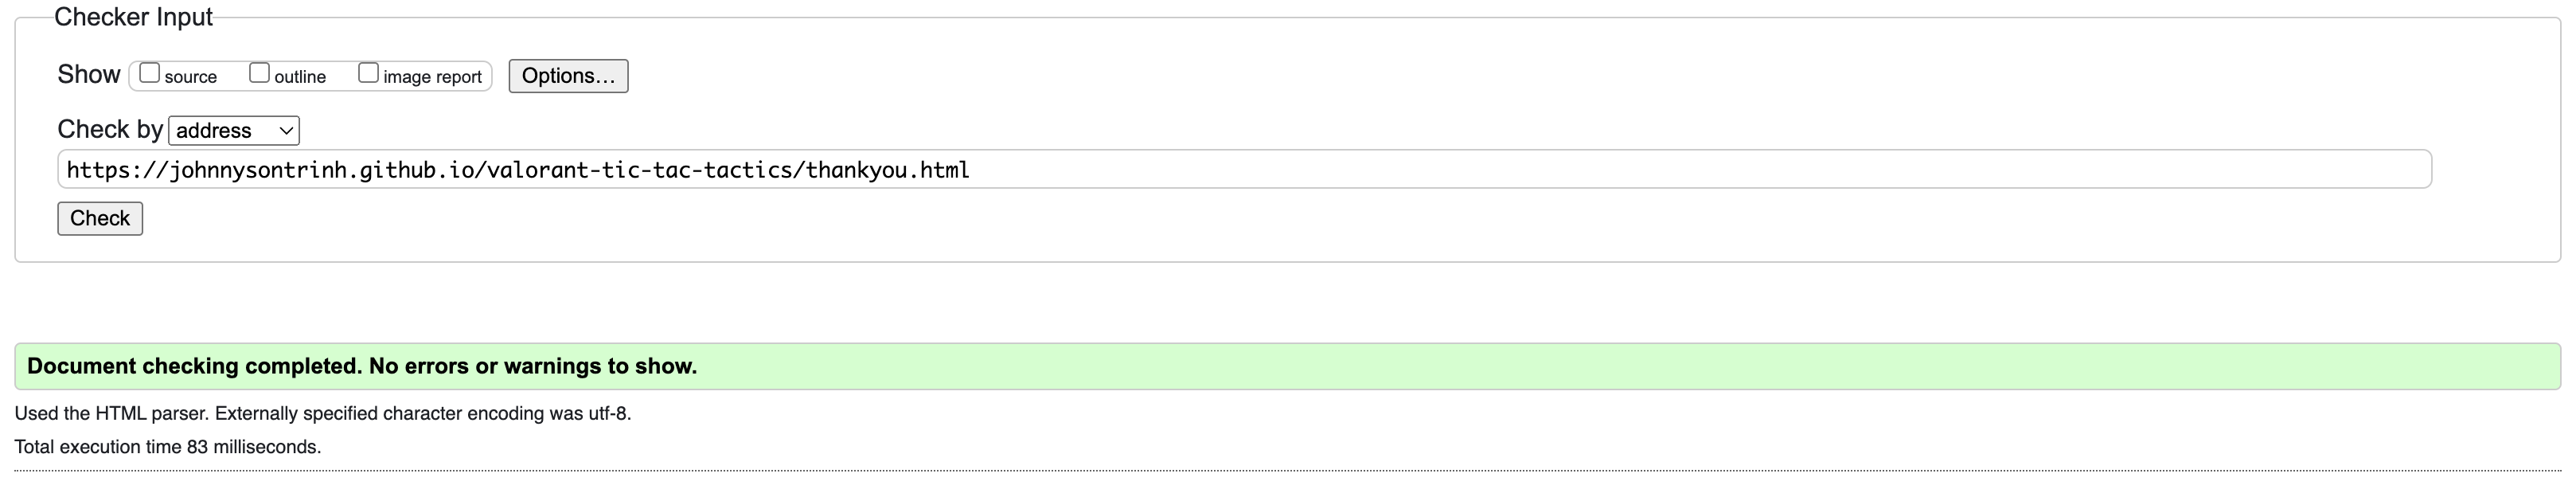 Checker Input
Show source outline image report Options...
Check by address
https://johnnysontrinh.github.io/valorant-tic-tac-tactics/thankyou.html
Check
Document checking completed. No errors or warnings to show.
Used the HTML parser. Externally specified character encoding was utf-8.
Total execution time 83 milliseconds.